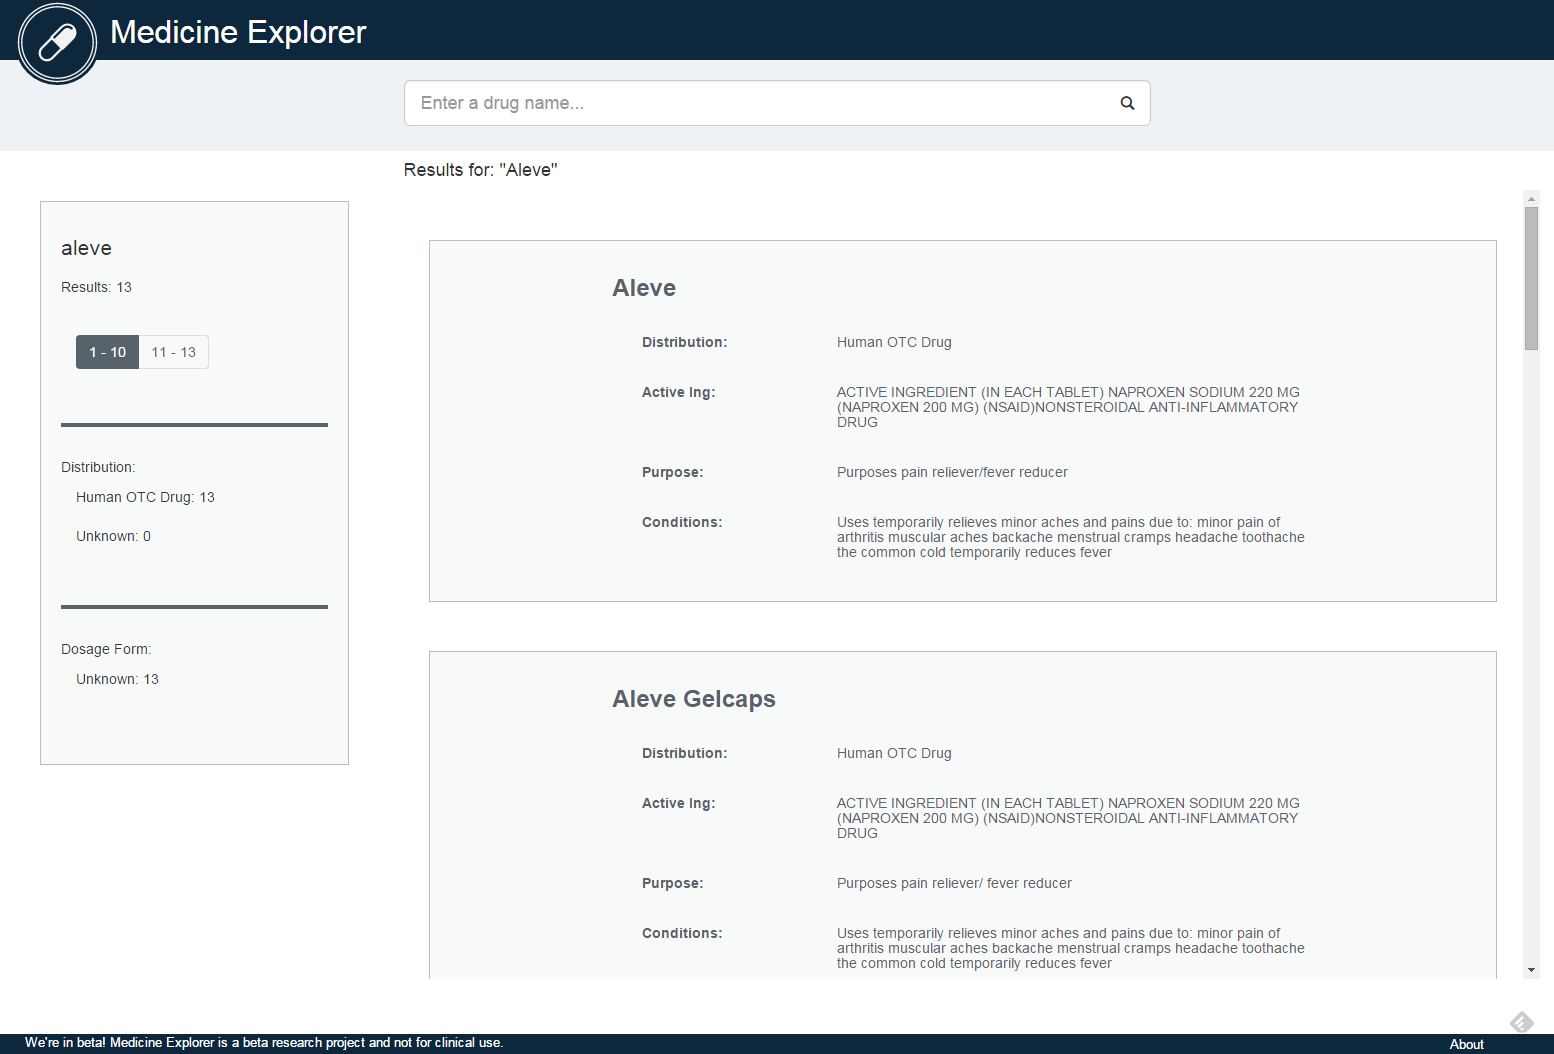 Medicine Explorer
Enter a drug name...
Results for: "Aleve"
aleve
Results: 13
1 - 10
11 - 13
Distribution:
Human OTC Drug: 13
Unknown: 0
Dosage Form:
Unknown: 13
Aleve
Distribution:
Human OTC Drug
Active Ing:
ACTIVE INGREDIENT (IN EACH TABLET) NAPROXEN SODIUM 220 MG
(NAPROXEN 200 MG) (NSAID)NONSTEROIDAL ANTI-INFLAMMATORY
DRUG
Purpose:
Purposes pain reliever/fever reducer
Conditions:
Uses temporarily relieves minor aches and pains due to: minor pain of
arthritis muscular aches backache menstrual cramps headache toothache
the common cold temporarily reduces fever
Aleve Gelcaps
Distribution:
Human OTC Drug
Active Ing:
ACTIVE INGREDIENT (IN EACH TABLET) NAPROXEN SODIUM 220 MG
(NAPROXEN 200 MG) (NSAID)NONSTEROIDAL ANTI-INFLAMMATORY
DRUG
Purpose:
Purposes pain reliever/ fever reducer
Conditions:
Uses temporarily relieves minor aches and pains due to: minor pain of
arthritis muscular aches backache menstrual cramps headache toothache
the common cold temporarily reduces fever
We're in beta! Medicine Explorer is a beta research project and not for clinical use.
About